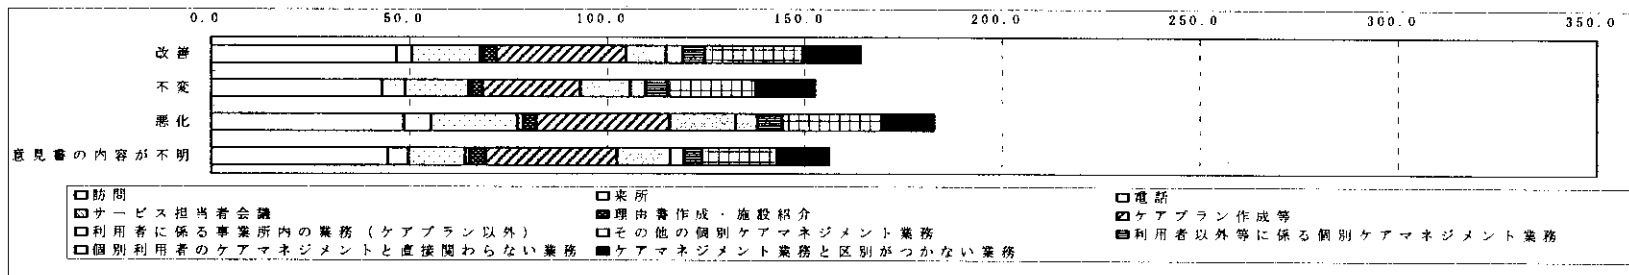 0.0 50.0 100.0 150.0 200.0 250.0 300.0 350.0
改善
不変
悪化
意見書の内容が不明
訪問 来所 電話
サービス担当者会議 理由書作成・施設紹介 ケアプラン作成等
利用者に係る事業所内の業務(ケアプラン以外) その他の個別ケアマネジメント業務 利用者以外等に係る個別ケアマネジメント業務
個別利用者のケアマネジメントと直接関わらない業務 ケアマネジメント業務と区別がつかない業務